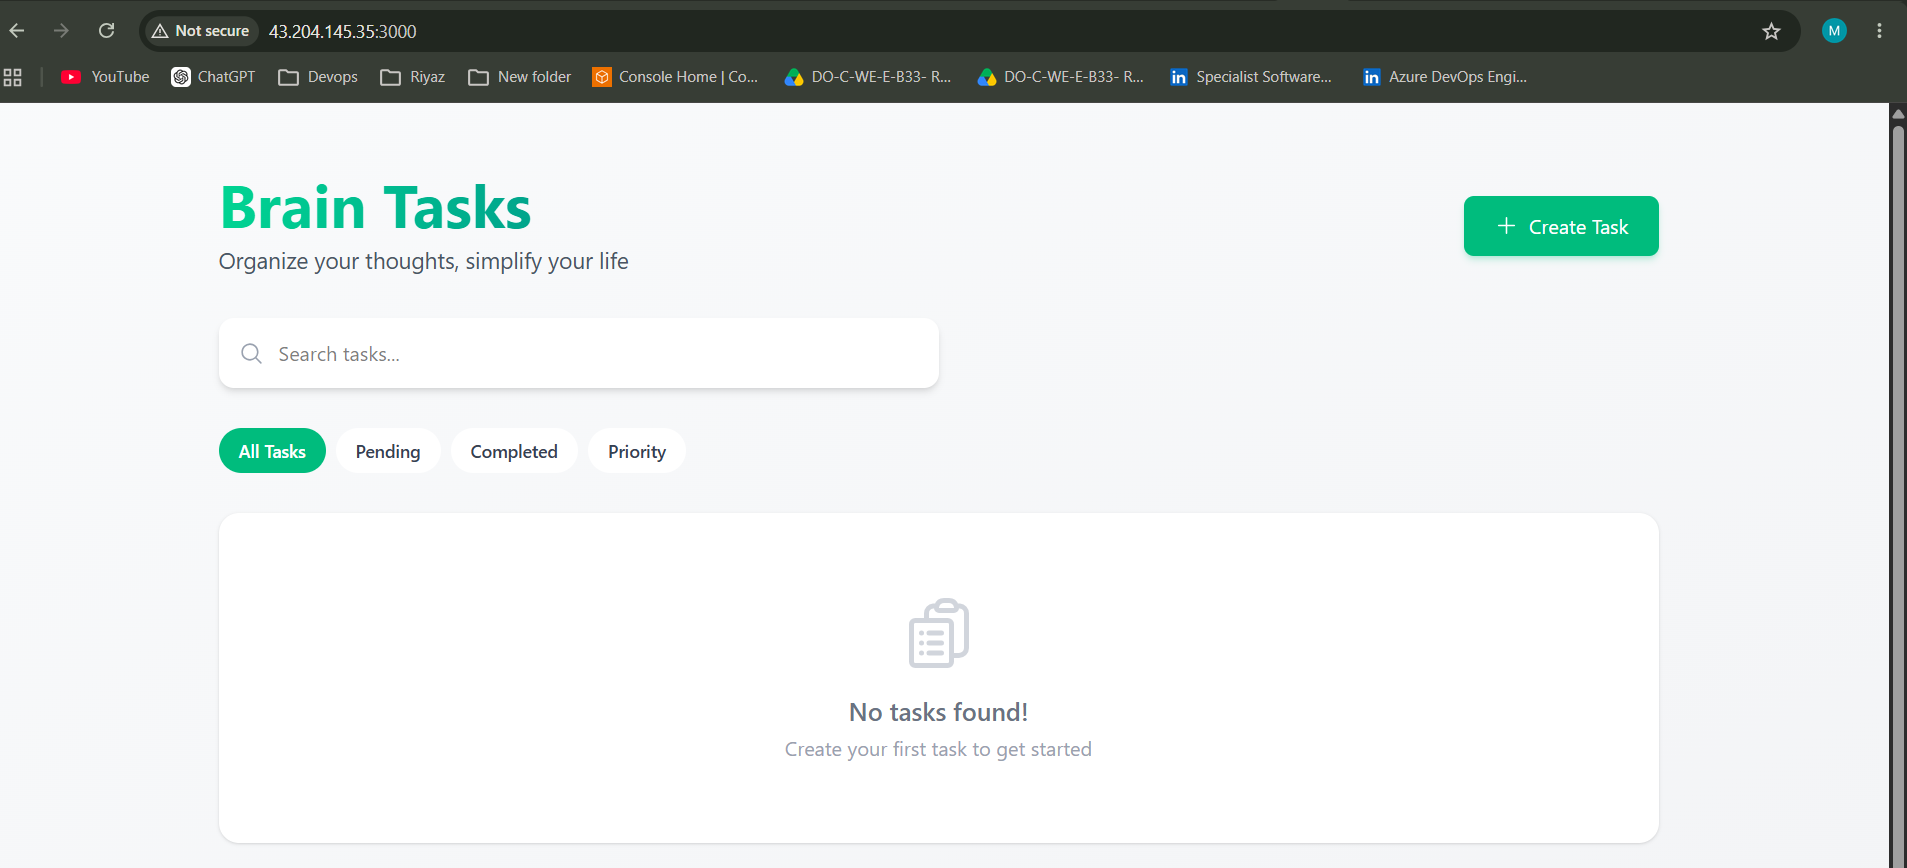 Not secure 43.204.145.35:3000 M
YouTube ChatGPT Devops Riyaz New folder Console Home | Co... DO-C-WE-E-B33- R... DO-C-WE-E-B33- R... in Specialist Software... in Azure DevOps Engi...
Brain Tasks
Create Task
Organize your thoughts, simplify your life
Search tasks...
All Tasks Pending Completed Priority
No tasks found!
Create your first task to get started